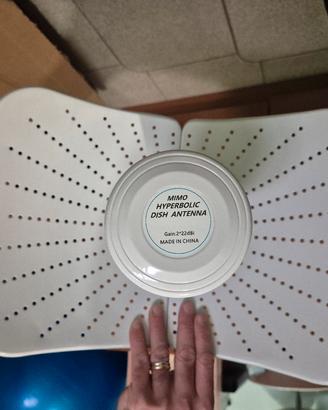 MIMO
HYPERBOLIC
DISH ANTENNA
Gain:2*22dBi
MADE IN CHINA